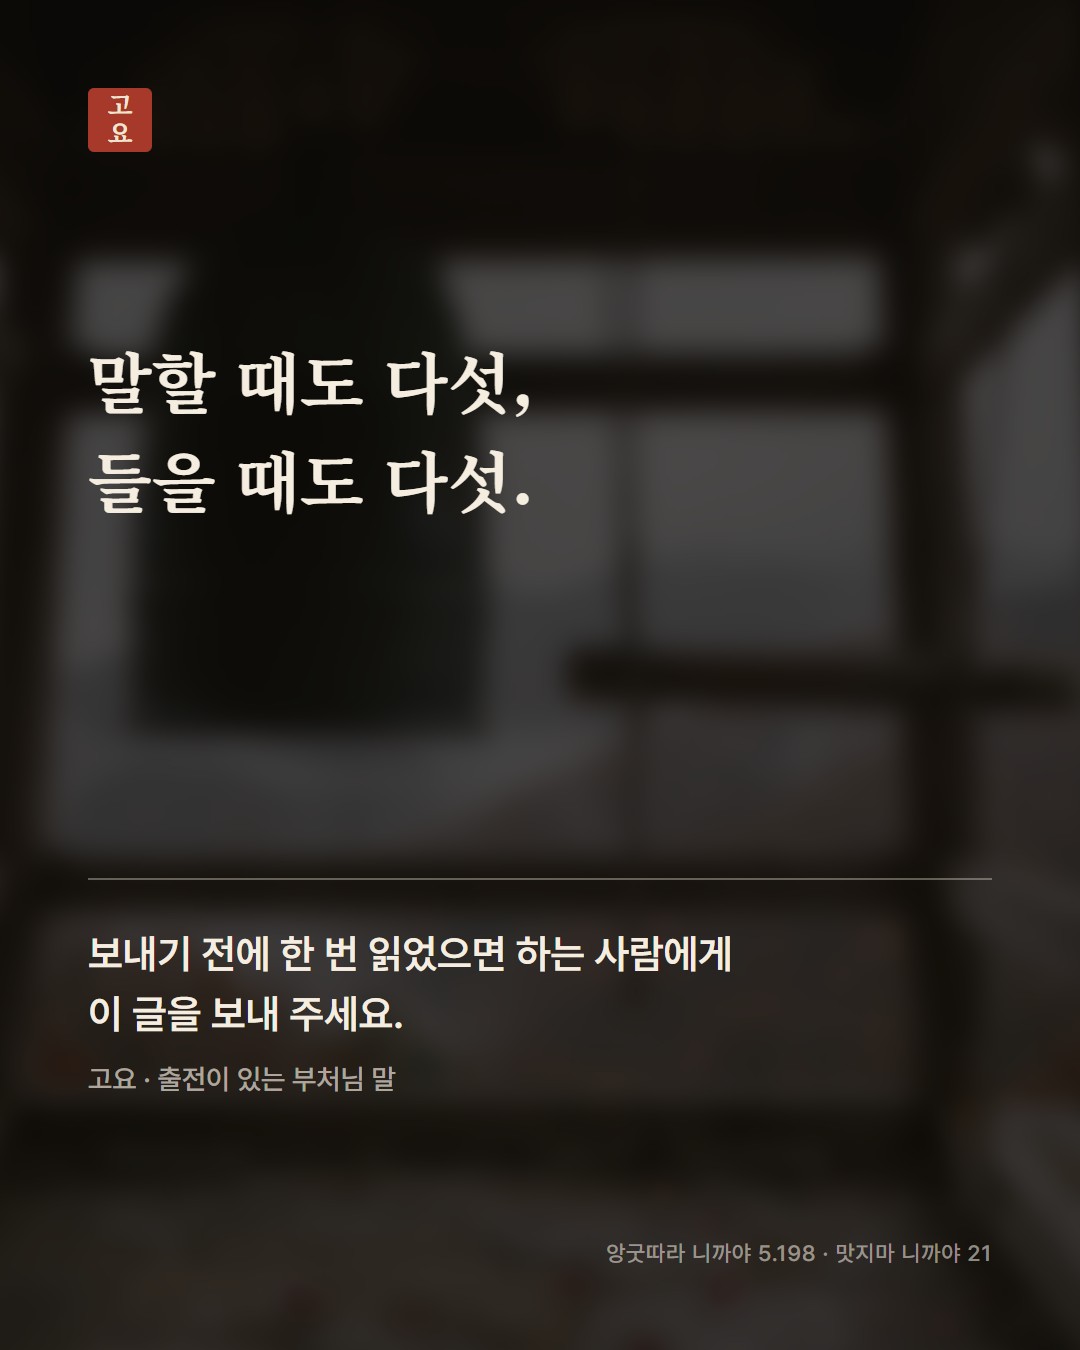 고
요
말할 때도 다섯,
들을 때도 다섯.
보내기 전에 한 번 읽었으면 하는 사람에게
이 글을 보내 주세요.
고요 · 출전이 있는 부처님 말
앙굿따라 니까야 5.198 · 맛지마 니까야 21